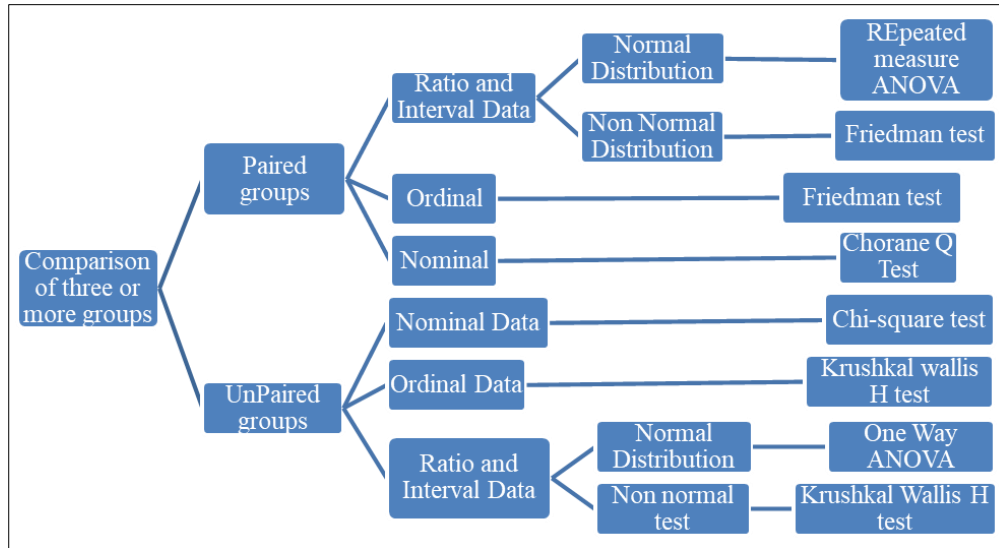 Comparison
of three or
more groups
Paired
groups
Ratio and
Interval Data
Normal
Distribution
REpeated
measure
ANOVA
Non Normal
Distribution
Friedman test
Ordinal
Friedman test
Nominal
Chorane Q
Test
UnPaired
groups
Nominal Data
Chi-square test
Ordinal Data
Krushkal wallis
H test
Ratio and
Interval Data
Normal
Distribution
One Way
ANOVA
Non normal
test
Krushkal Wallis H
test